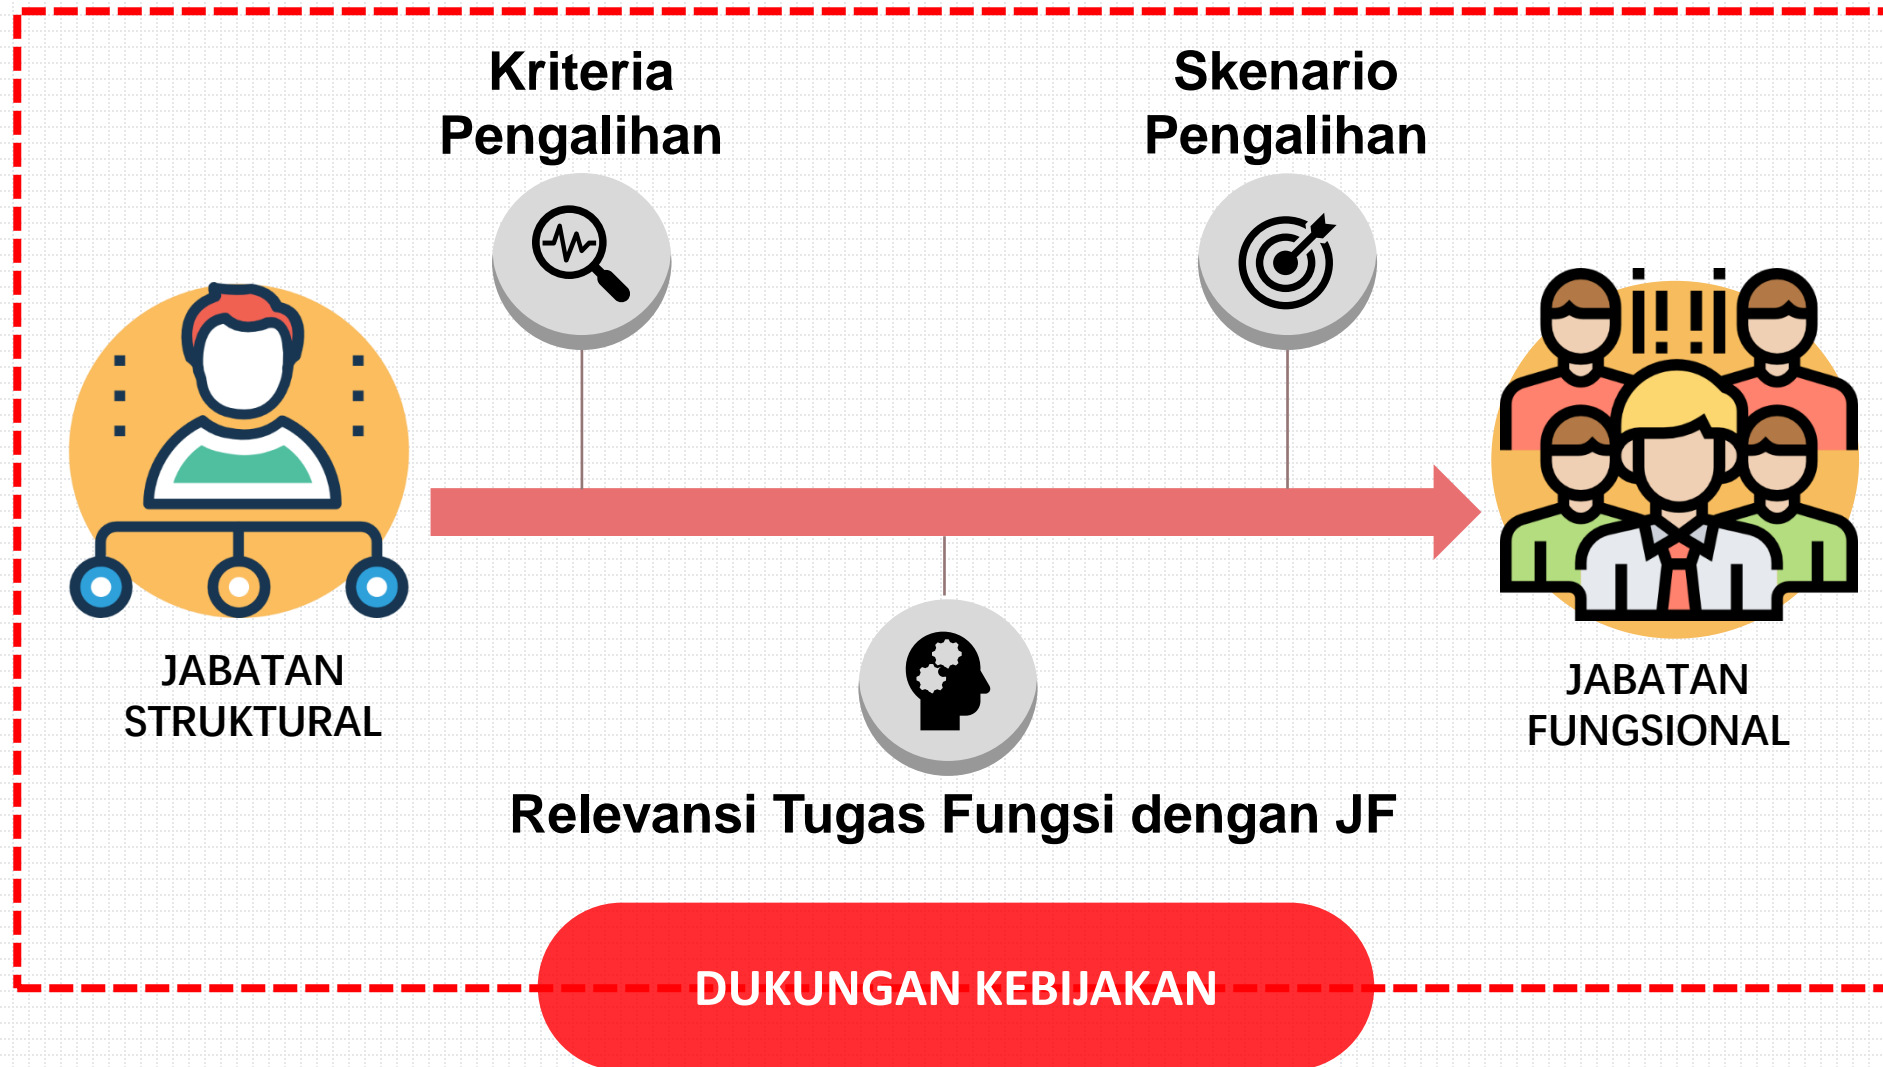 Kriteria
Pengalihan
Skenario
Pengalihan
JABATAN
STRUKTURAL
JABATAN
FUNGSIONAL
Relevansi Tugas Fungsi dengan JF
DUKUNGAN KEBIJAKAN